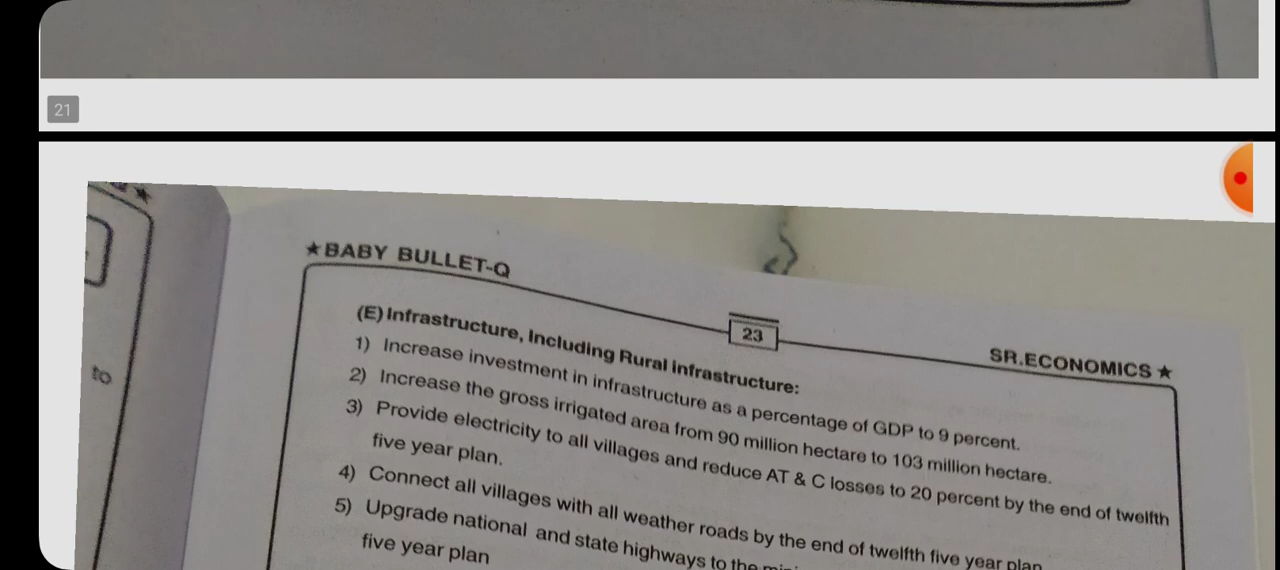 21
★BABY BULLET-Q
23
SR.ECONOMICS★
to
(E) Infrastructure, Including Rural infrastructure:
1) Increase investment in infrastructure as a percentage of GDP to 9 percent.
2) Increase the gross irrigated area from 90 million hectare to 103 million hectare.
3) Provide electricity to all villages and reduce AT & C losses to 20 percent by the end of twelfth
five year plan.
4) Connect all villages with all weather roads by the end of twelfth five year plan
5) Upgrade national and state highways to the
five year plan